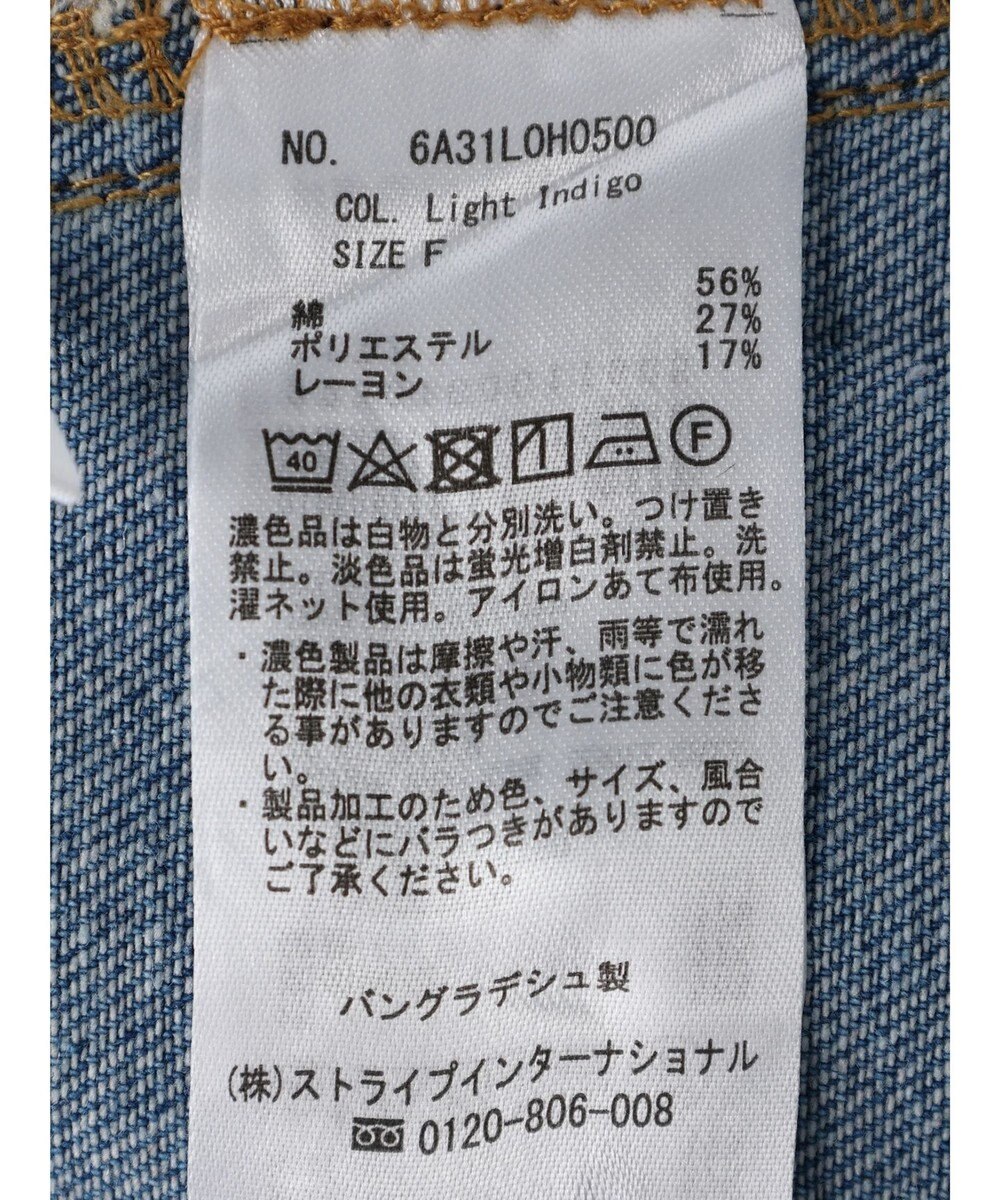 NO. 6A31L0H0500
COL. Light Indigo
SIZE F
綿 56%
ポリエステル 27%
レーヨン 17%
40 F
濃色品は白物と分別洗い。つけ置き
禁止。淡色品は蛍光増白剤禁止。洗
濯ネット使用。アイロンあて布使用。
・濃色製品は摩擦や汗、雨等で濡れ
た際に他の衣類や小物類に色が移
る事がありますのでご注意くださ
い。
・製品加工のため色、サイズ、風合
いなどにバラつきがありますので
ご了承ください。
バングラデシュ製
(株)ストライプインターナショナル
0120-806-008